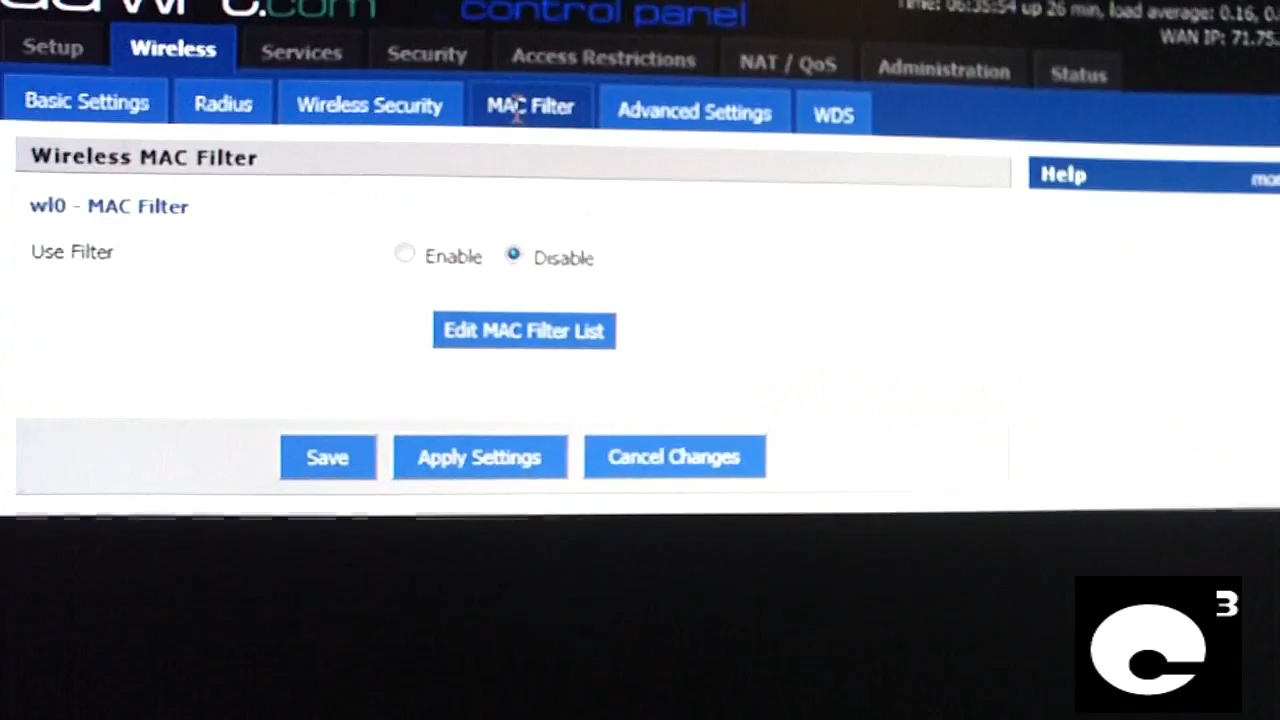 control panel
Time: 06:35:54 up 26 min, load average: 0.16,
WAN IP: 71.75.
Setup Wireless Services Security Access Restrictions NAT / QoS Administration Status
Basic Settings Radius Wireless Security MAC Filter Advanced Settings WDS
Wireless MAC Filter
Help
wl0 - MAC Filter
Use Filter Enable Disable
Edit MAC Filter List
Save Apply Settings Cancel Changes
3